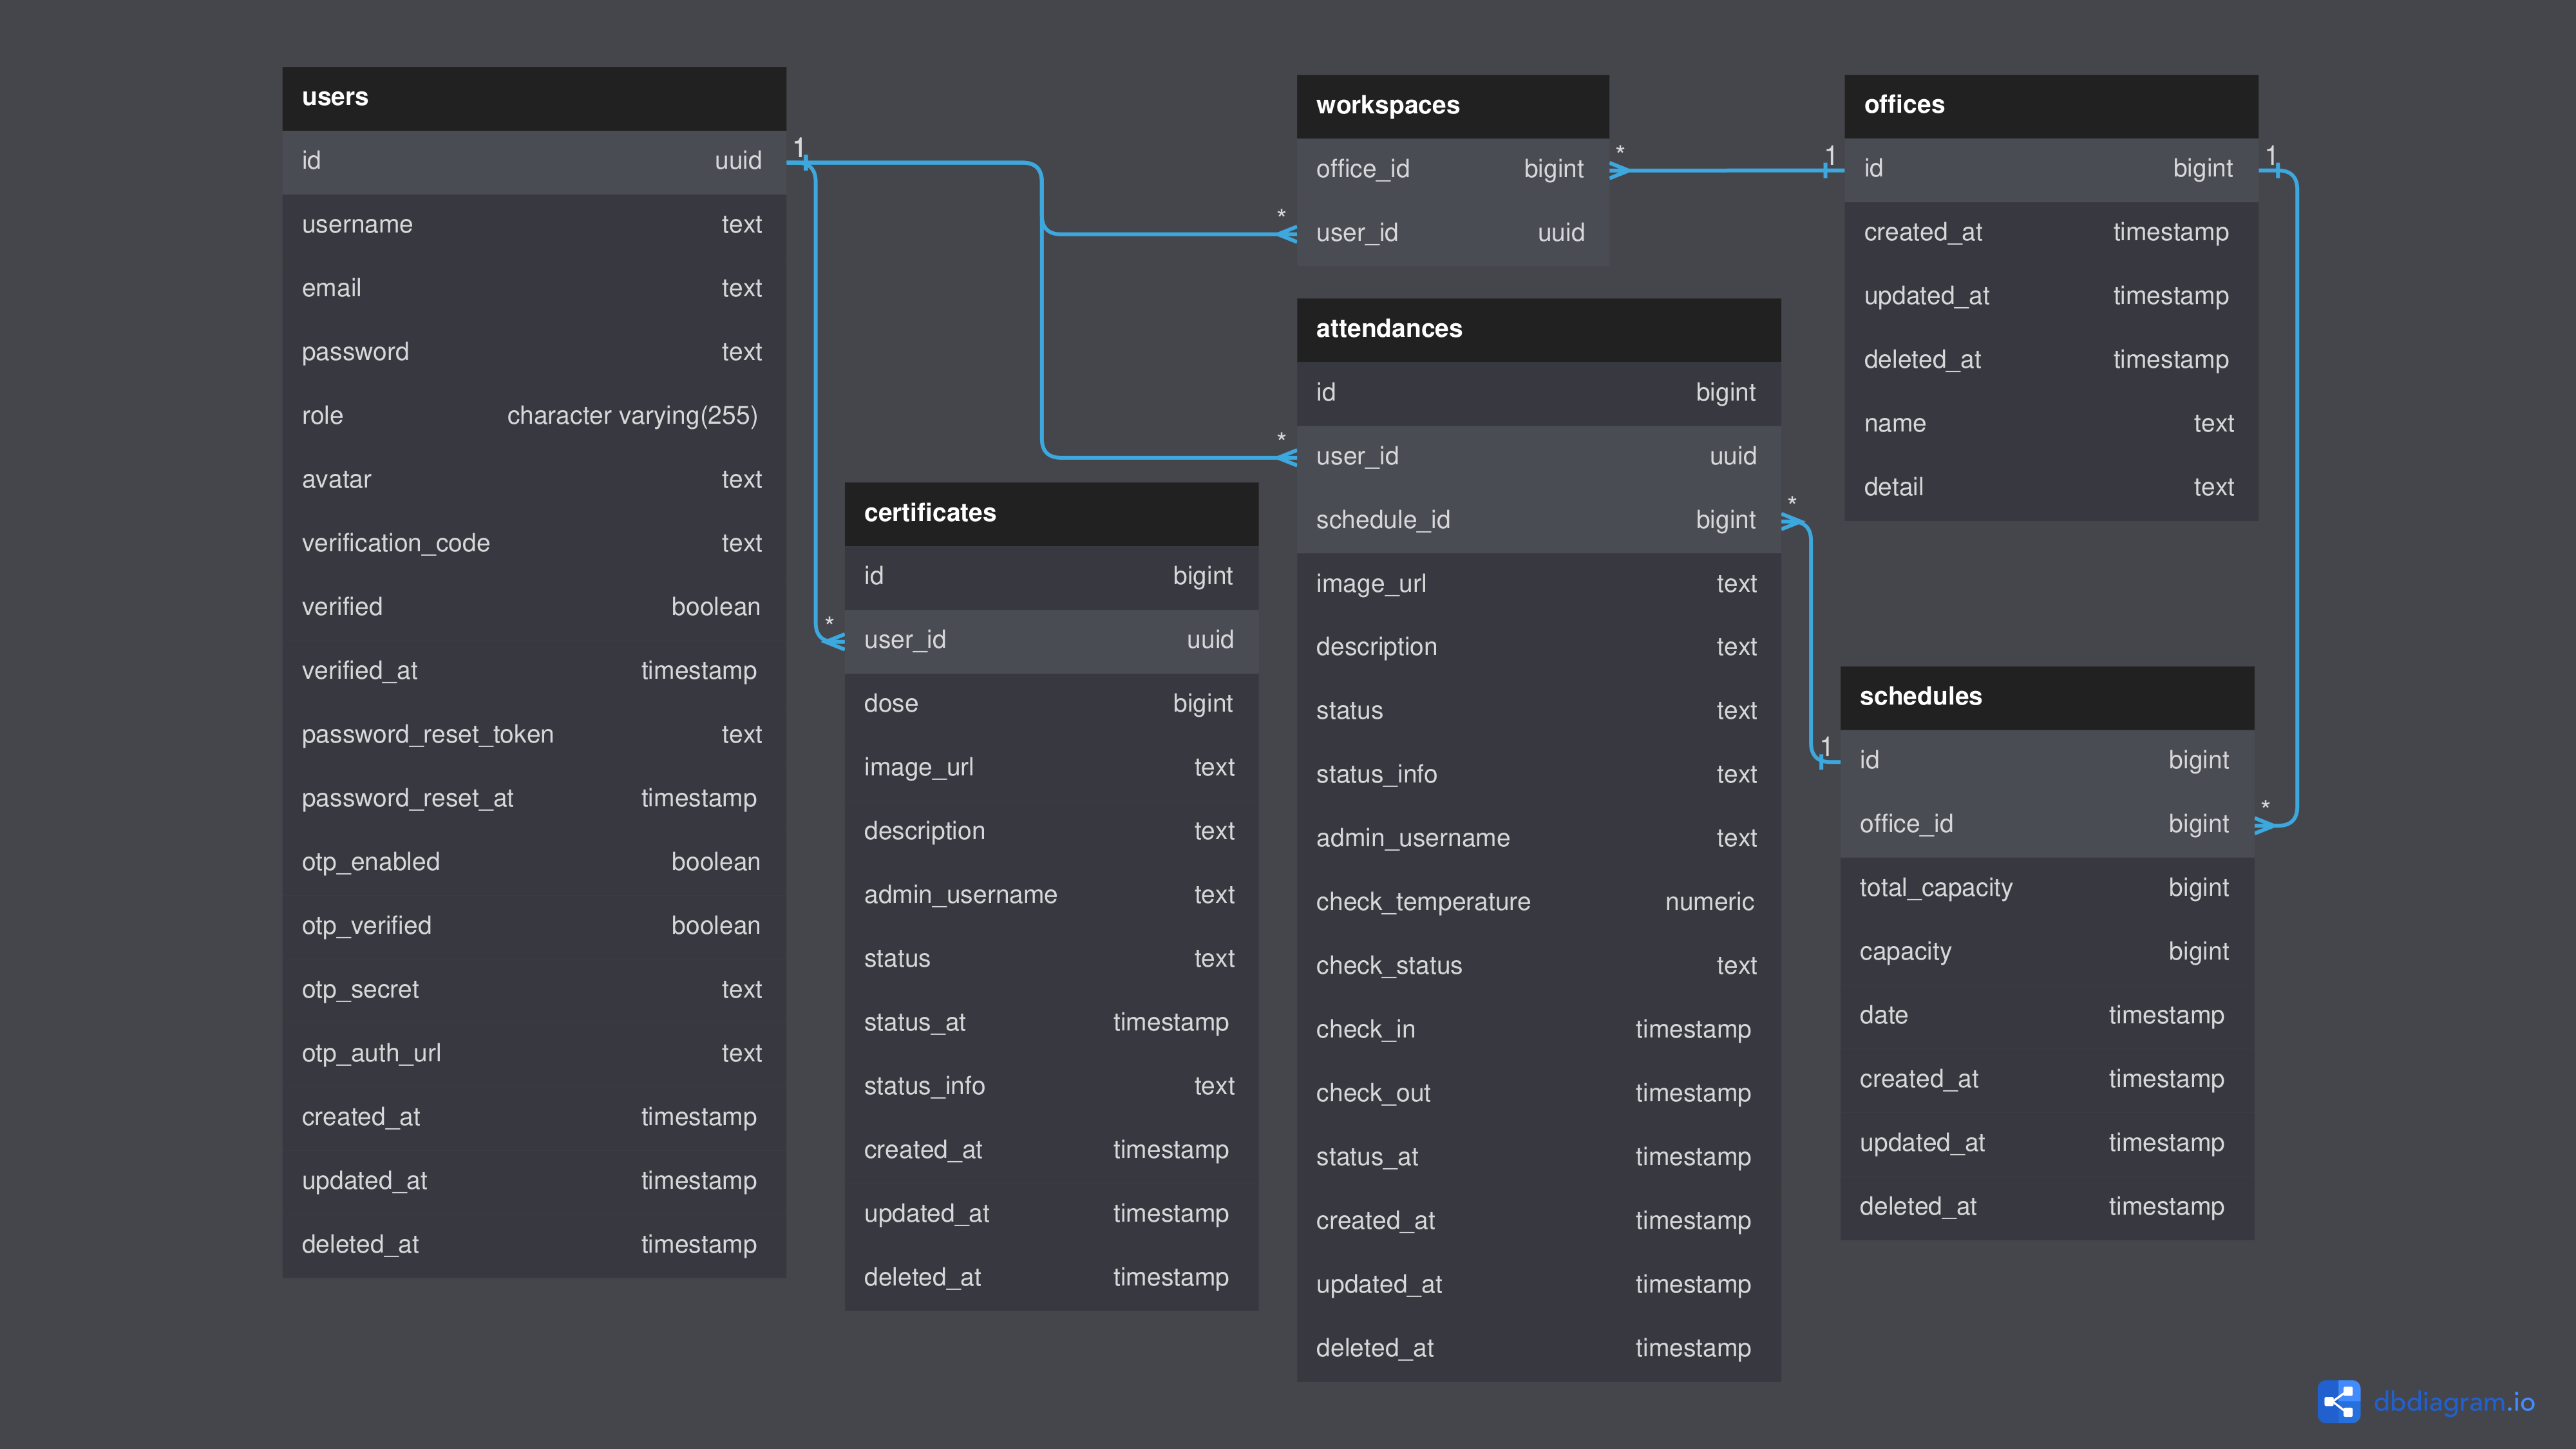 users
id uuid
username text
email text
password text
role character varying(255)
avatar text
verification_code text
verified boolean
verified_at timestamp
password_reset_token text
password_reset_at timestamp
otp_enabled boolean
otp_verified boolean
otp_secret text
otp_auth_url text
created_at timestamp
updated_at timestamp
deleted_at timestamp
1
*
certificates
id bigint
user_id uuid
dose bigint
image_url text
description text
admin_username text
status text
status_at timestamp
status_info text
created_at timestamp
updated_at timestamp
deleted_at timestamp
*
workspaces
office_id bigint
user_id uuid
*
*
attendances
id bigint
user_id uuid
schedule_id bigint
image_url text
description text
status text
status_info text
admin_username text
check_temperature numeric
check_status text
check_in timestamp
check_out timestamp
status_at timestamp
created_at timestamp
updated_at timestamp
deleted_at timestamp
*
1
offices
id bigint
created_at timestamp
updated_at timestamp
deleted_at timestamp
name text
detail text
1
1
schedules
id bigint
office_id bigint
total_capacity bigint
capacity bigint
date timestamp
created_at timestamp
updated_at timestamp
deleted_at timestamp
*
dbdiagram.io